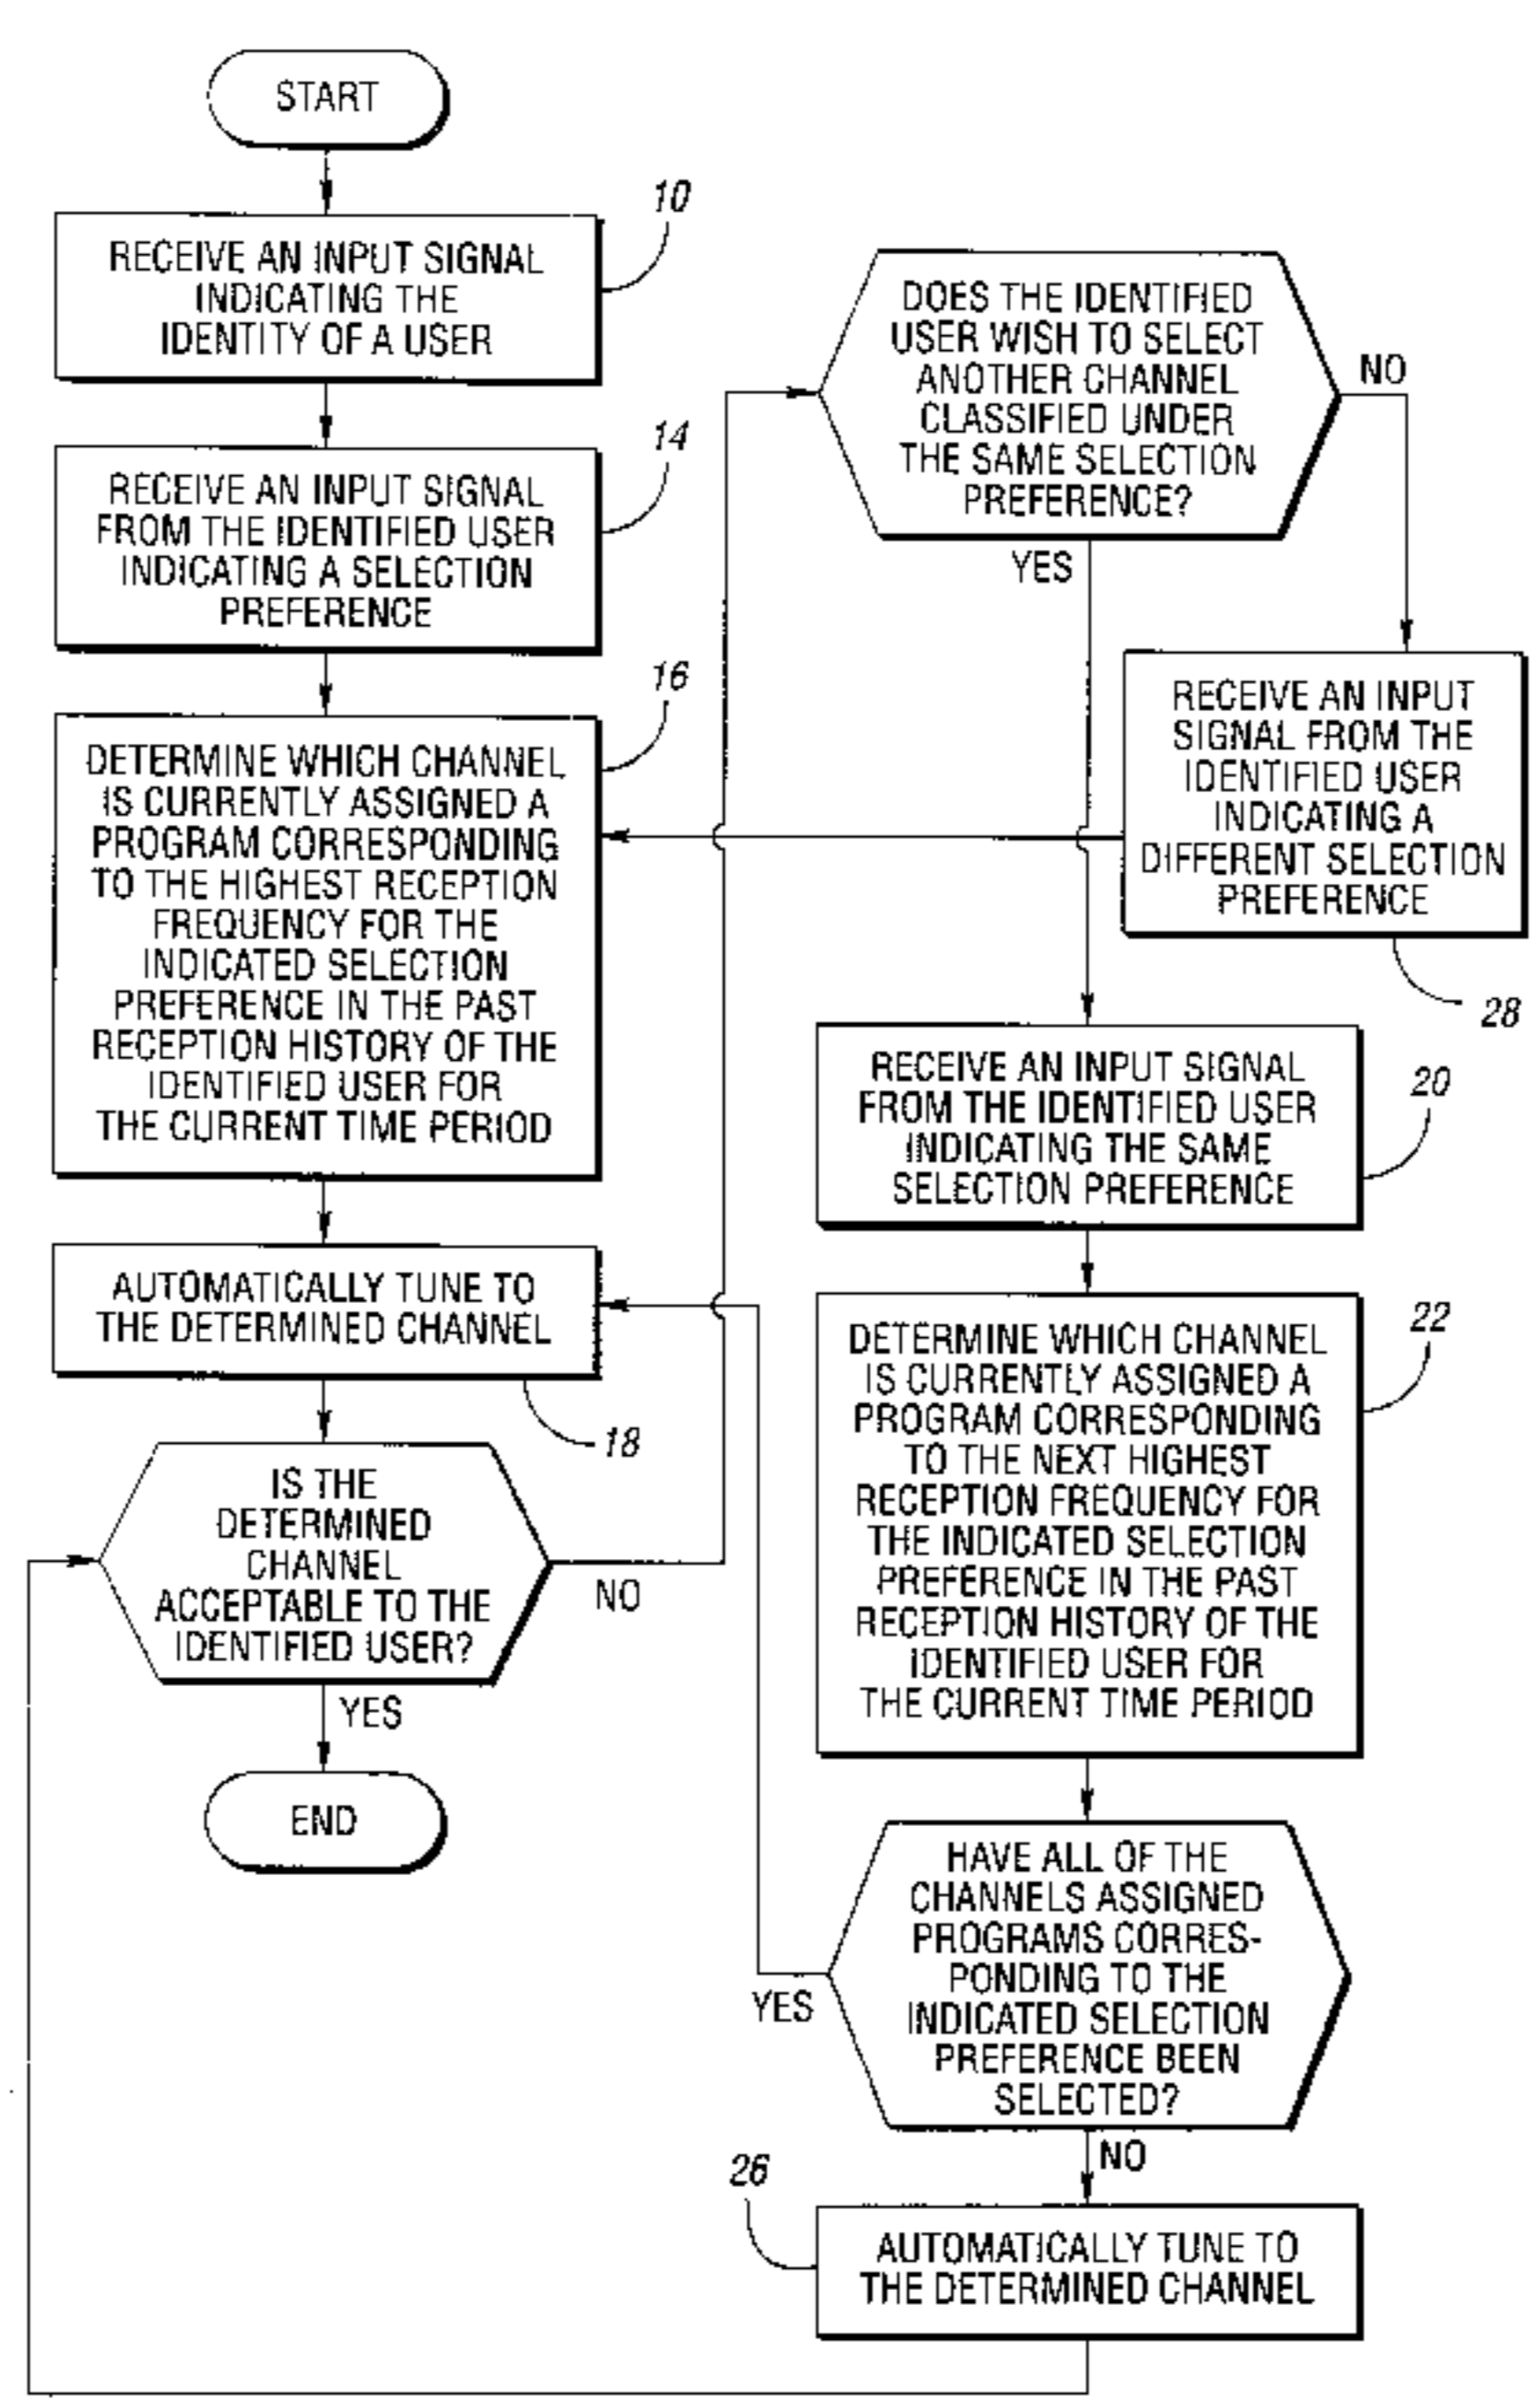 START
10
RECEIVE AN INPUT SIGNAL
INDICATING THE
IDENTITY OF A USER
14
RECEIVE AN INPUT SIGNAL
FROM THE IDENTIFIED USER
INDICATING A SELECTION
PREFERENCE
16
DETERMINE WHICH CHANNEL
IS CURRENTLY ASSIGNED A
PROGRAM CORRESPONDING
TO THE HIGHEST RECEPTION
FREQUENCY FOR THE
INDICATED SELECTION
PREFERENCE IN THE PAST
RECEPTION HISTORY OF THE
IDENTIFIED USER FOR
THE CURRENT TIME PERIOD
AUTOMATICALLY TUNE TO
THE DETERMINED CHANNEL
18
IS THE
DETERMINED
CHANNEL
ACCEPTABLE TO THE
IDENTIFIED USER?
NO
YES
END
DOES THE IDENTIFIED
USER WISH TO SELECT
ANOTHER CHANNEL
CLASSIFIED UNDER
THE SAME SELECTION
PREFERENCE?
NO
YES
RECEIVE AN INPUT
SIGNAL FROM THE
IDENTIFIED USER
INDICATING A
DIFFERENT SELECTION
PREFERENCE
28
RECEIVE AN INPUT SIGNAL
FROM THE IDENTIFIED USER
INDICATING THE SAME
SELECTION PREFERENCE
20
DETERMINE WHICH CHANNEL
IS CURRENTLY ASSIGNED A
PROGRAM CORRESPONDING
TO THE NEXT HIGHEST
RECEPTION FREQUENCY FOR
THE INDICATED SELECTION
PREFERENCE IN THE PAST
RECEPTION HISTORY OF THE
IDENTIFIED USER FOR
THE CURRENT TIME PERIOD
22
HAVE ALL OF THE
CHANNELS ASSIGNED
PROGRAMS CORRES-
PONDING TO THE
INDICATED SELECTION
PREFERENCE BEEN
SELECTED?
YES
NO
26
AUTOMATICALLY TUNE TO
THE DETERMINED CHANNEL